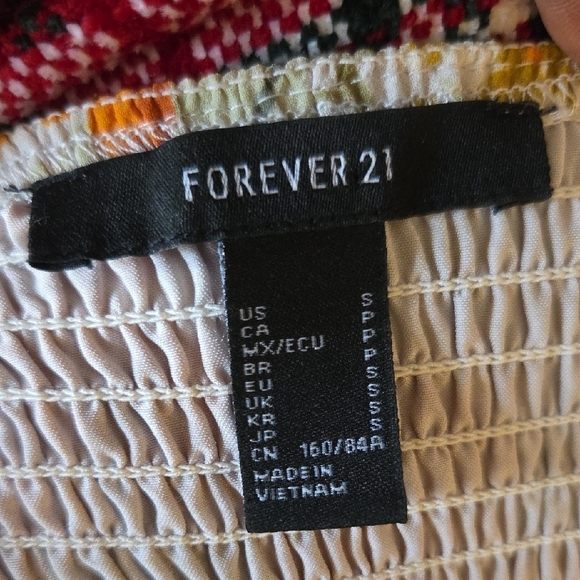 FOREVER 21
US S
CA P
MX/ECU P
BR P
EU S
UK S
KR S
JP S
CN 160/84A
MADE IN
VIETNAM